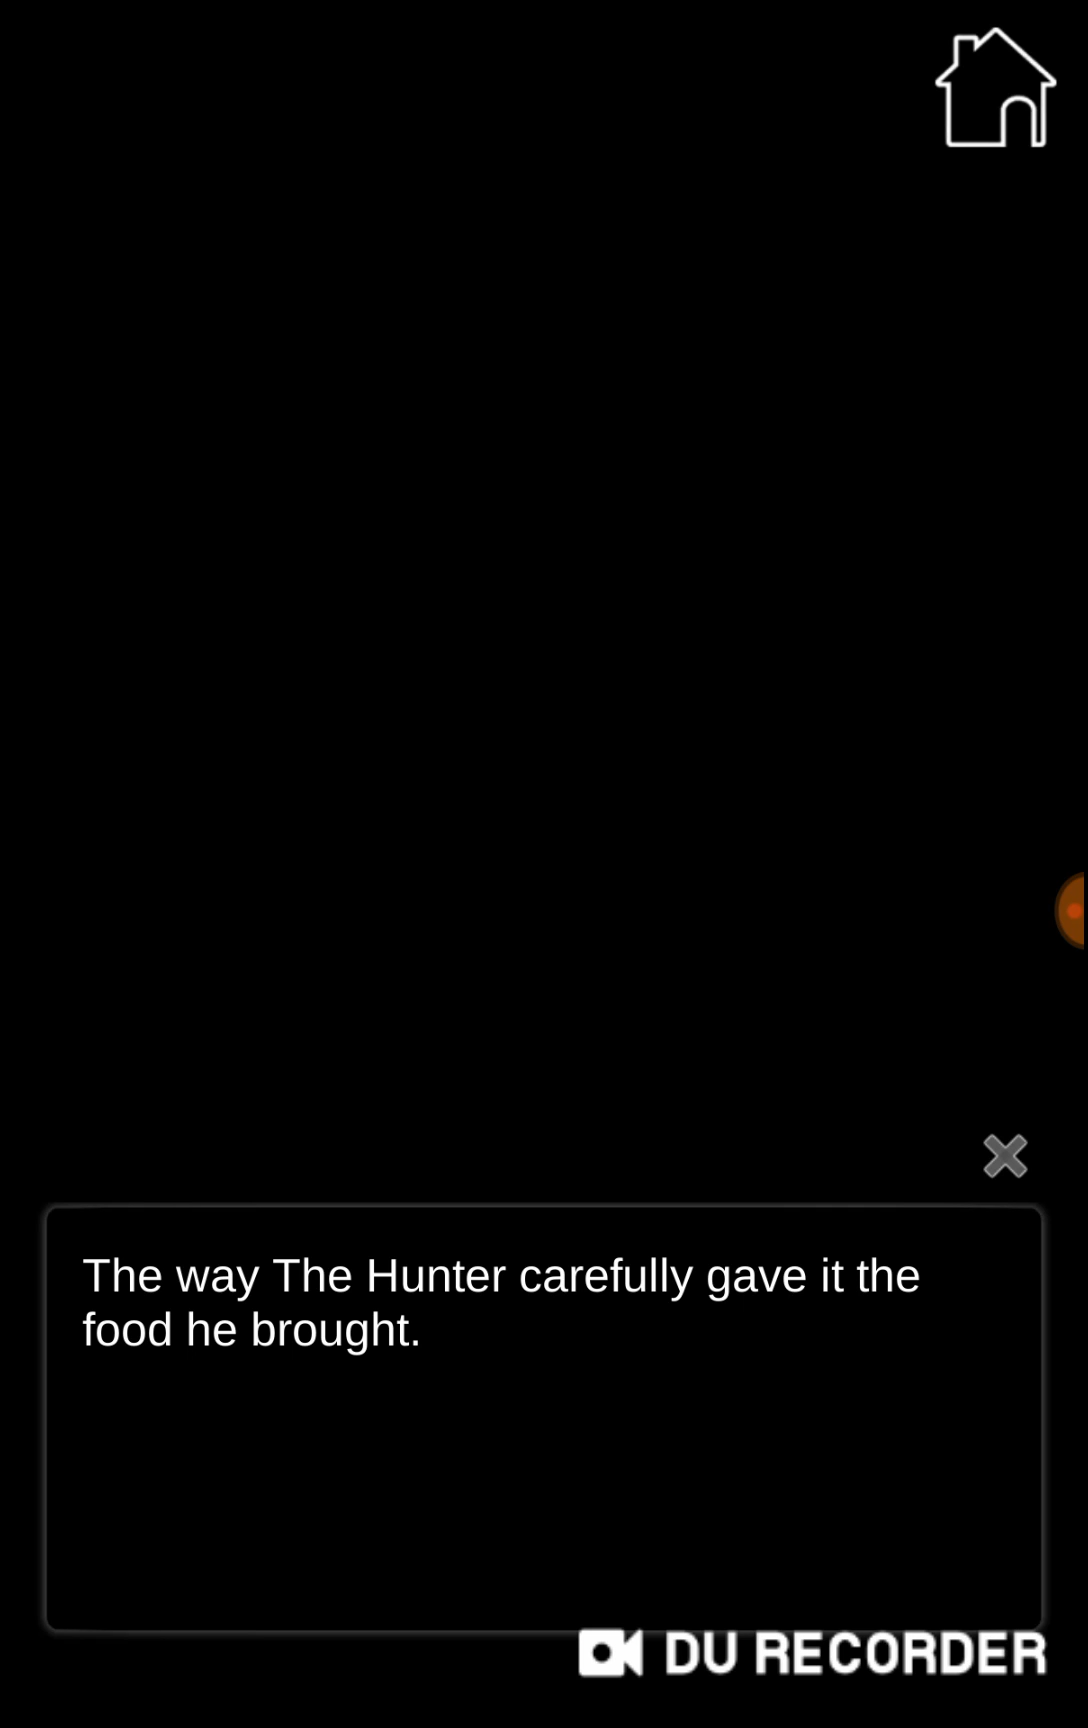 The way The Hunter carefully gave it the
food he brought.
DU RECORDER